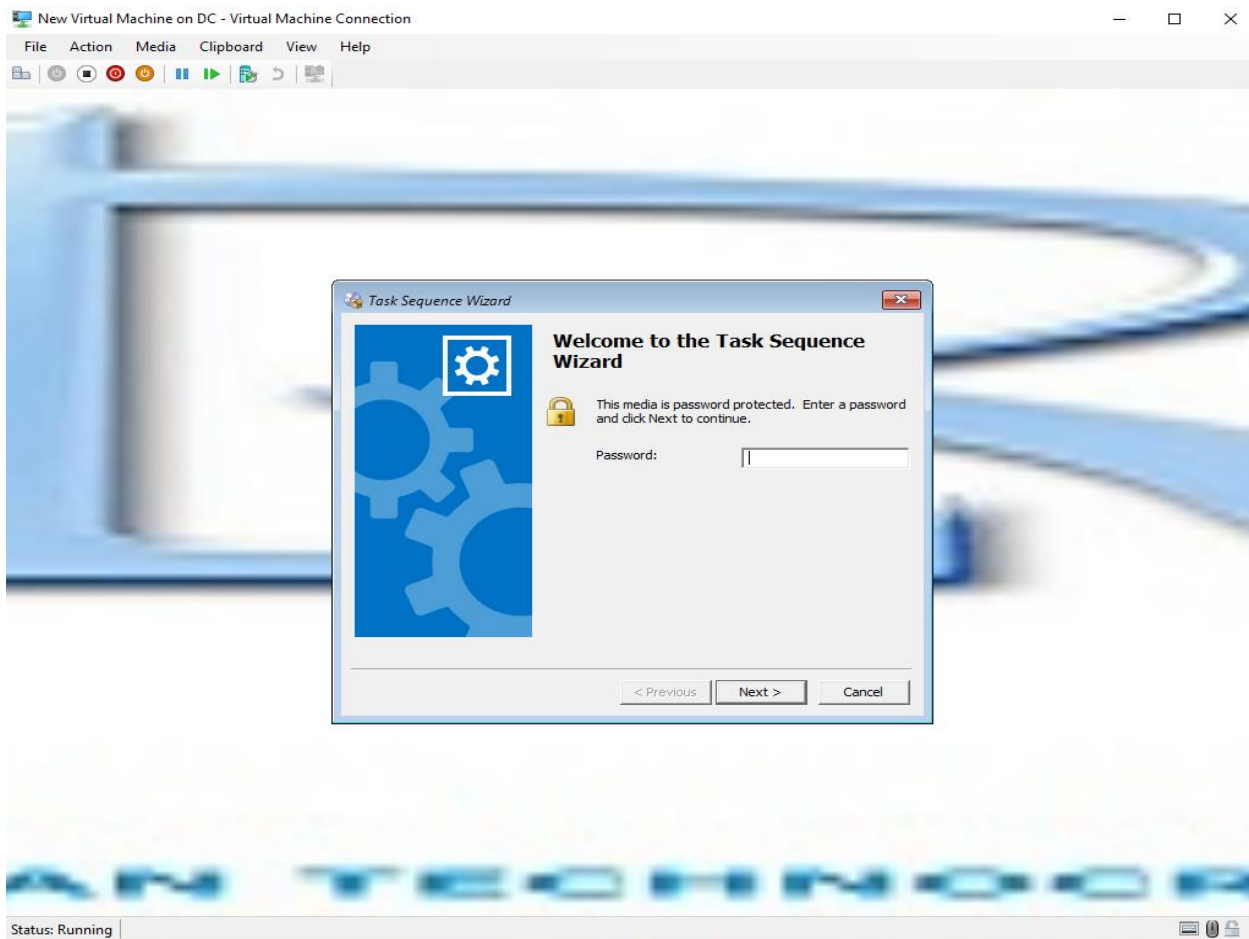 New Virtual Machine on DC - Virtual Machine Connection
File Action Media Clipboard View Help
Task Sequence Wizard
Welcome to the Task Sequence
Wizard
This media is password protected. Enter a password
and click Next to continue.
Password:
< Previous Next > Cancel
AN TECHNOCR
Status: Running